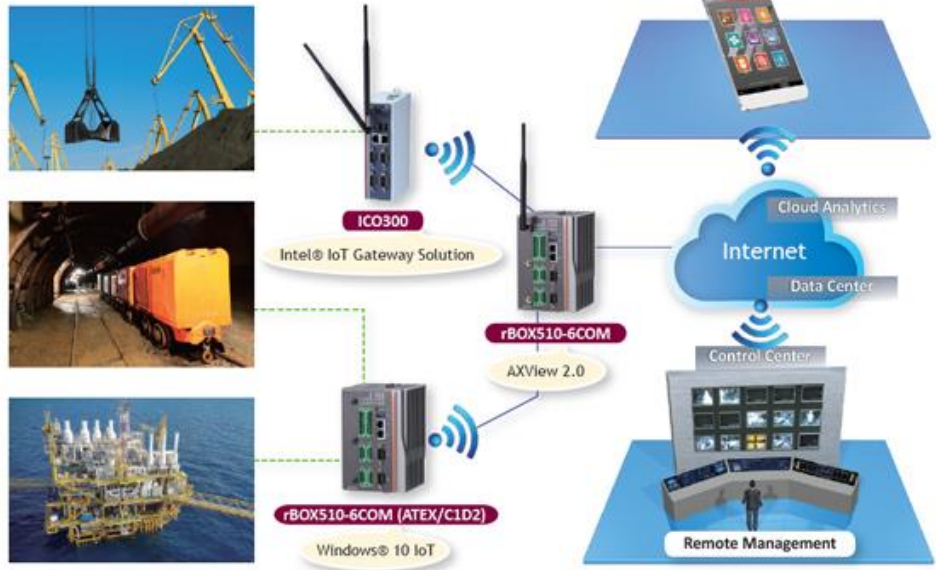 ICO300
Intel® IoT Gateway Solution
rBOX510-6COM
AXView 2.0
rBOX510-6COM (ATEX/C1D2)
Windows® 10 IoT
Cloud Analytics
Internet
Data Center
Control Center
Remote Management